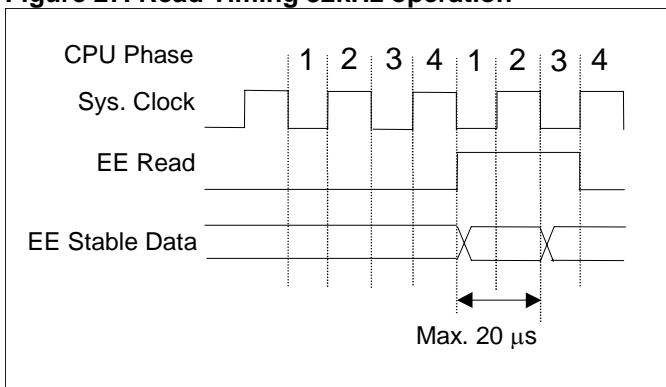 CPU Phase 1 2 3 4 1 2 3 4
Sys. Clock
EE Read
EE Stable Data
Max. 20 μs